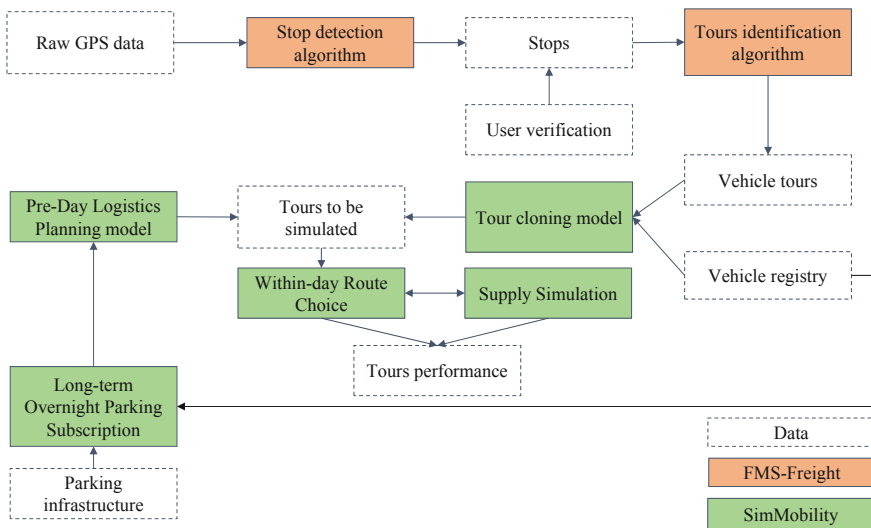 Raw GPS data
Stop detection
algorithm
Stops
Tours identification
algorithm
User verification
Pre-Day Logistics
Planning model
Tours to be
simulated
Tour cloning model
Vehicle tours
Within-day Route
Choice
Supply Simulation
Vehicle registry
Tours performance
Long-term
Overnight Parking
Subscription
Parking
infrastructure
Data
FMS-Freight
SimMobility